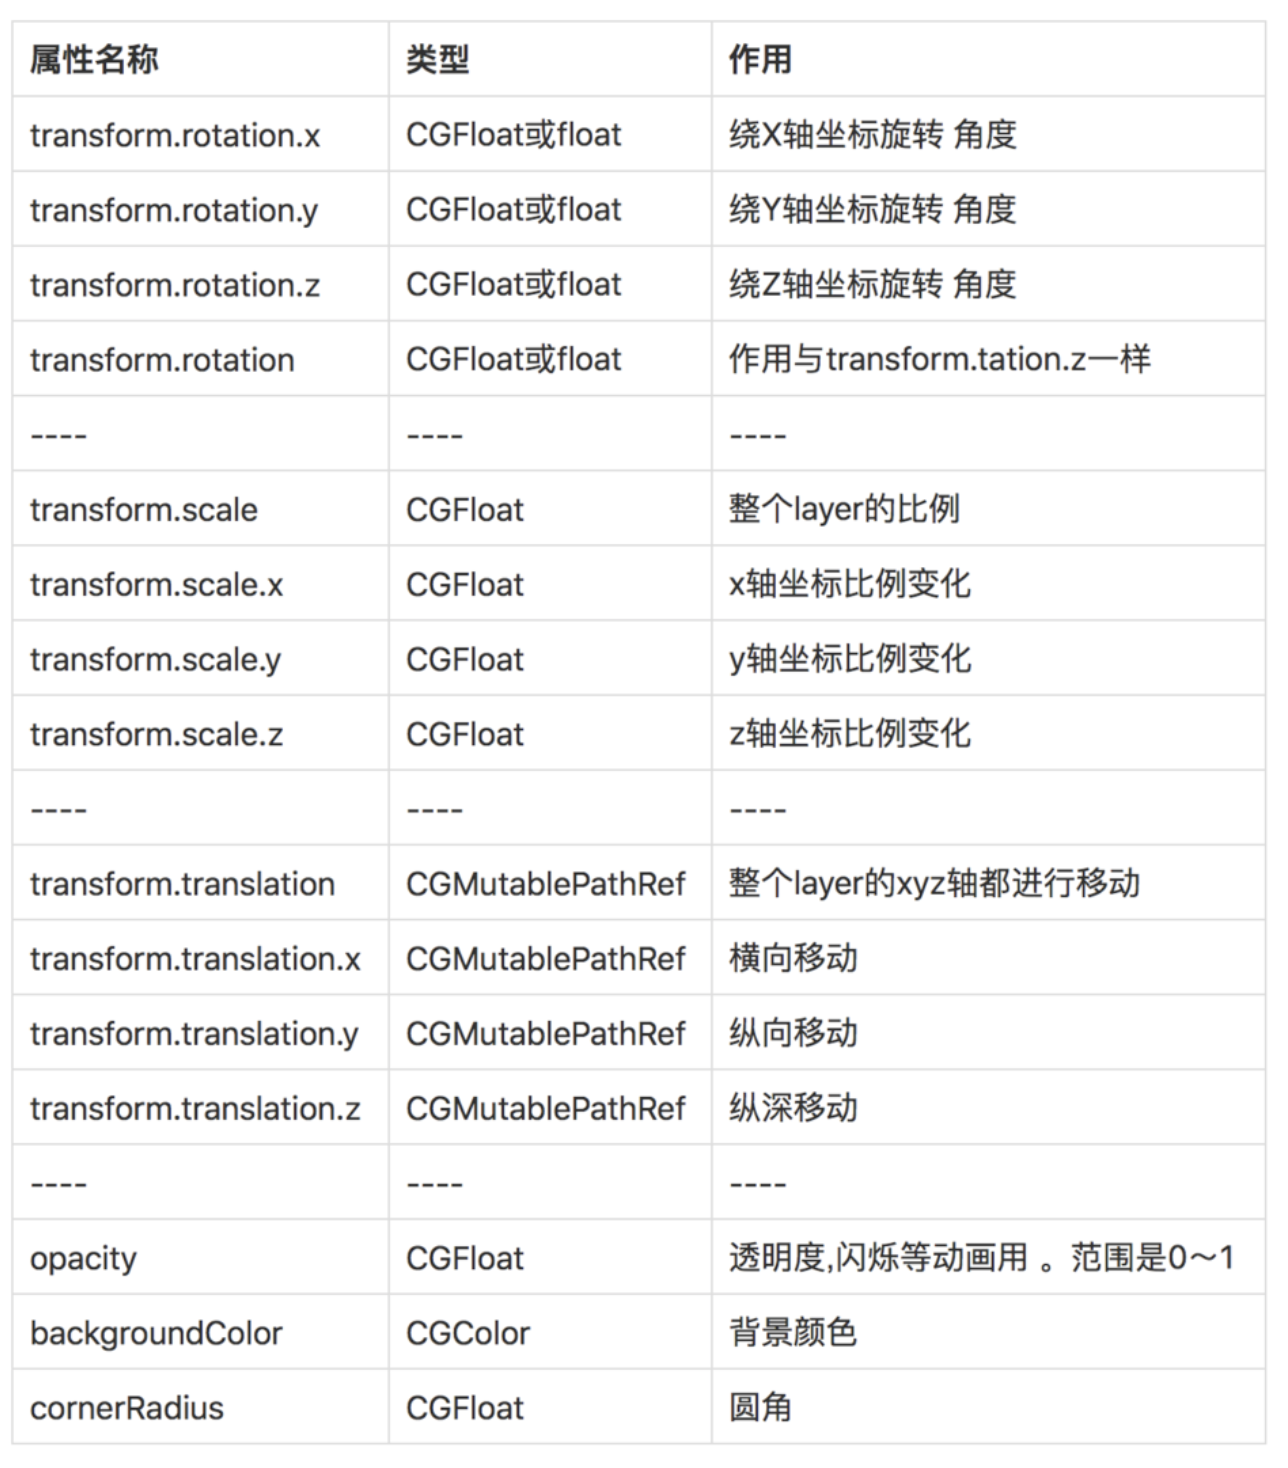 属性名称 类型 作用
transform.rotation.x CGFloat或float 绕X轴坐标旋转 角度
transform.rotation.y CGFloat或float 绕Y轴坐标旋转 角度
transform.rotation.z CGFloat或float 绕Z轴坐标旋转 角度
transform.rotation CGFloat或float 作用与transform.tation.z一样
---- ---- ----
transform.scale CGFloat 整个layer的比例
transform.scale.x CGFloat x轴坐标比例变化
transform.scale.y CGFloat y轴坐标比例变化
transform.scale.z CGFloat z轴坐标比例变化
---- ---- ----
transform.translation CGMutablePathRef 整个layer的xyz轴都进行移动
transform.translation.x CGMutablePathRef 横向移动
transform.translation.y CGMutablePathRef 纵向移动
transform.translation.z CGMutablePathRef 纵深移动
---- ---- ----
opacity CGFloat 透明度,闪烁等动画用 。范围是0～1
backgroundColor CGColor 背景颜色
cornerRadius CGFloat 圆角